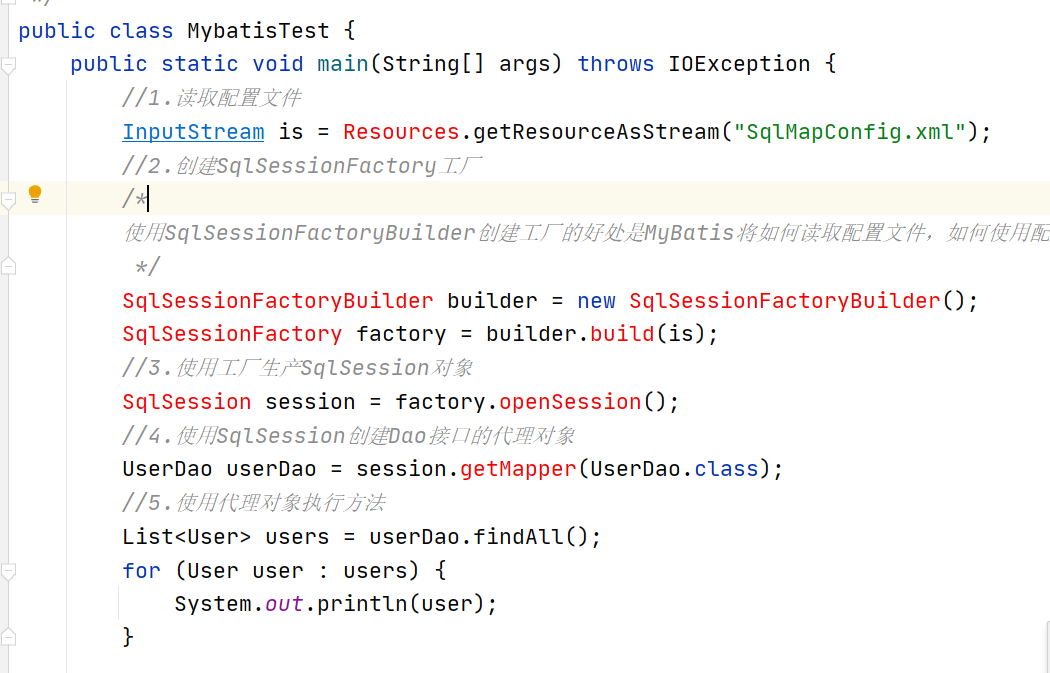 */
public class MybatisTest {
public static void main(String[] args) throws IOException {
//1.读取配置文件
InputStream is = Resources.getResourceAsStream("SqlMapConfig.xml");
//2.创建SqlSessionFactory工厂
/*
使用SqlSessionFactoryBuilder创建工厂的好处是MyBatis将如何读取配置文件，如何使用配
*/
SqlSessionFactoryBuilder builder = new SqlSessionFactoryBuilder();
SqlSessionFactory factory = builder.build(is);
//3.使用工厂生产SqlSession对象
SqlSession session = factory.openSession();
//4.使用SqlSession创建Dao接口的代理对象
UserDao userDao = session.getMapper(UserDao.class);
//5.使用代理对象执行方法
List<User> users = userDao.findAll();
for (User user : users) {
System.out.println(user);
}